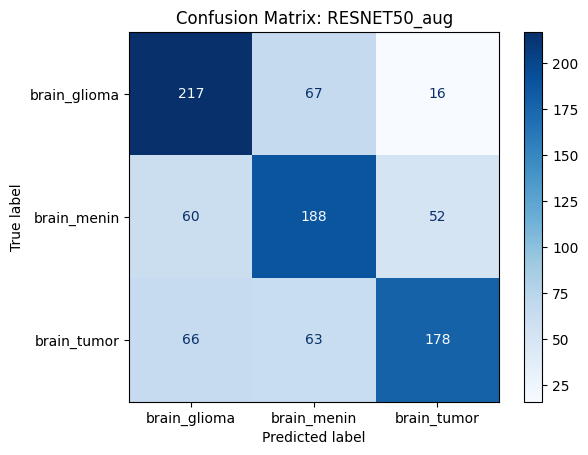 Confusion Matrix: RESNET50_aug
True label
brain_glioma 217 67 16
brain_menin 60 188 52
brain_tumor 66 63 178
brain_glioma brain_menin brain_tumor
Predicted label
200
175
150
125
100
75
50
25